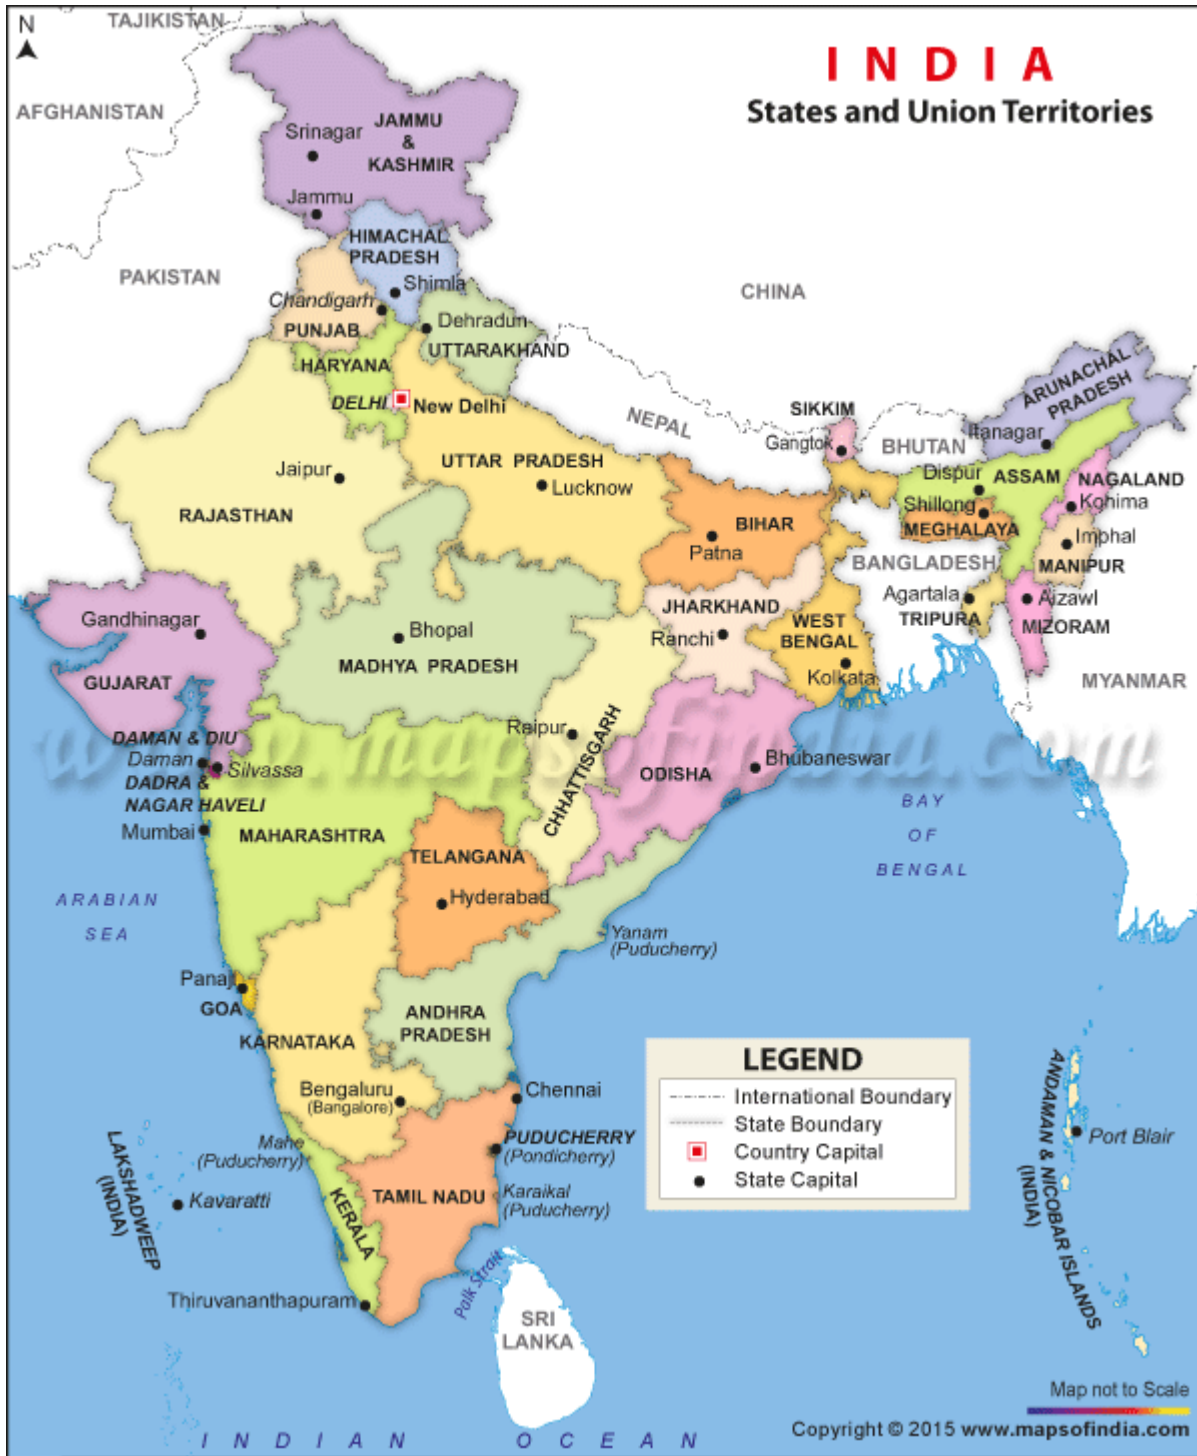 N
TAJIKISTAN
INDIA
States and Union Territories
AFGHANISTAN
JAMMU
&
KASHMIR
Srinagar
Jammu
HIMACHAL
PRADESH
PAKISTAN
Shimla
CHINA
Chandigarh
PUNJAB
Dehradun
UTTARAKHAND
HARYANA
DELHI
New Delhi
ARUNACHAL
PRADESH
SIKKIM
NEPAL
Gangtok
BHUTAN
Itanagar
UTTAR PRADESH
Lucknow
Jaipur
RAJASTHAN
Dispur
ASSAM
NAGALAND
Kohima
Shillong
MEGHALAYA
BIHAR
Patna
Imphal
MANIPUR
BANGLADESH
Agartala
TRIPURA
Aizawl
MIZORAM
JHARKHAND
Ranchi
WEST
BENGAL
Kolkata
Gandhinagar
GUJARAT
Bhopal
MADHYA PRADESH
MYANMAR
Raipur
CHHATTISGARH
www.mapsofindia.com
DAMAN & DIU
Daman
Silvassa
DADRA &
NAGAR HAVELI
Mumbai
MAHARASHTRA
ODISHA
Bhubaneswar
BAY
OF
BENGAL
TELANGANA
Hyderabad
ARABIAN
SEA
Yanam
(Puducherry)
Panaji
GOA
KARNATAKA
ANDHRA
PRADESH
Bengaluru
(Bangalore)
Chennai
LEGEND
International Boundary
State Boundary
Country Capital
State Capital
ANDAMAN & NICOBAR ISLANDS
(INDIA)
Port Blair
Mahe
(Puducherry)
PUDUCHERRY
(Pondicherry)
LAKSHADWEEP
(INDIA)
Kavaratti
KERALA
TAMIL NADU
Karaikal
(Puducherry)
Palk Strait
Thiruvananthapuram
SRI
LANKA
Map not to Scale
Copyright © 2015 www.mapsofindia.com
INDIAN OCEAN